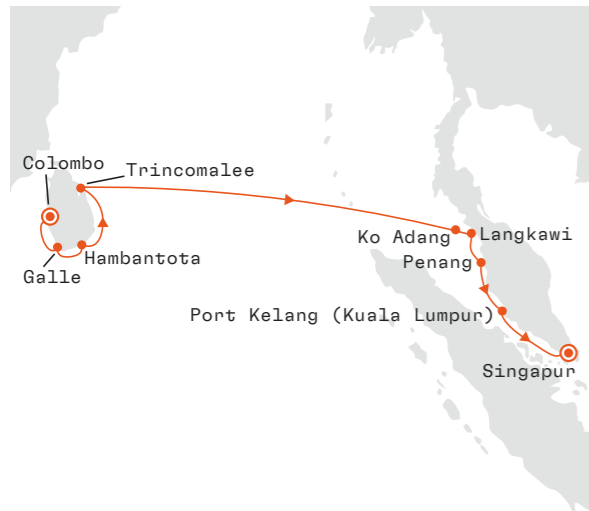 Colombo
Trincomalee
Hambantota
Galle
Ko Adang
Langkawi
Penang
Port Kelang (Kuala Lumpur)
Singapur